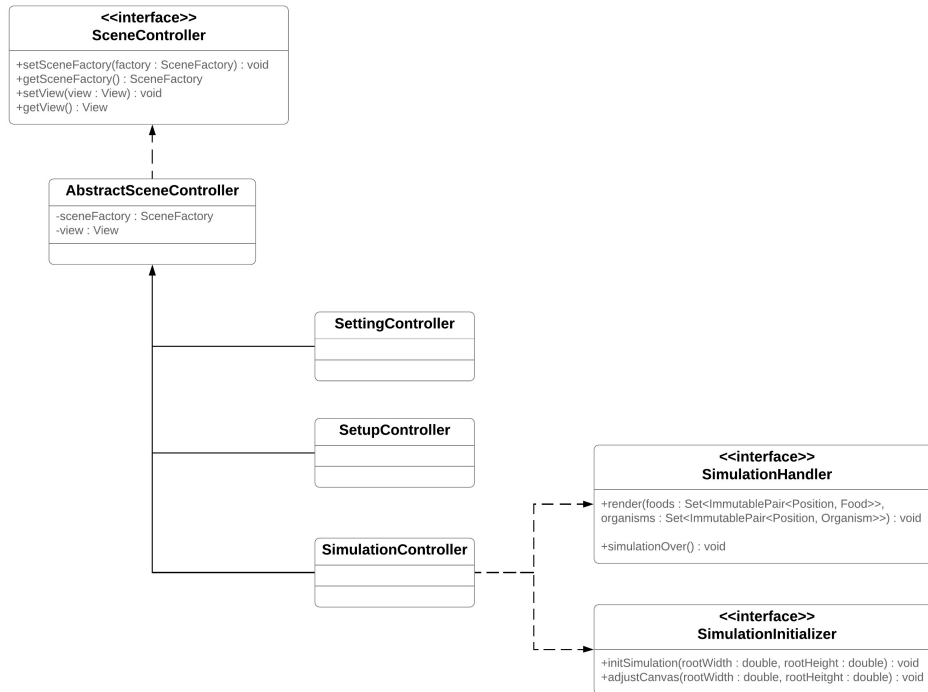 <<interface>>
SceneController
+setSceneFactory(factory : SceneFactory) : void
+getSceneFactory() : SceneFactory
+setView(view : View) : void
+getView() : View
AbstractSceneController
-sceneFactory : SceneFactory
-view : View
SettingController
SetupController
SimulationController
<<interface>>
SimulationHandler
+render(foods : Set<ImmutablePair<Position, Food>>,
organisms : Set<ImmutablePair<Position, Organism>>) : void
+simulationOver() : void
<<interface>>
SimulationInitializer
+initSimulation(rootWidth : double, rootHeight : double) : void
+adjustCanvas(rootWidth : double, rootHeitght : double) : void